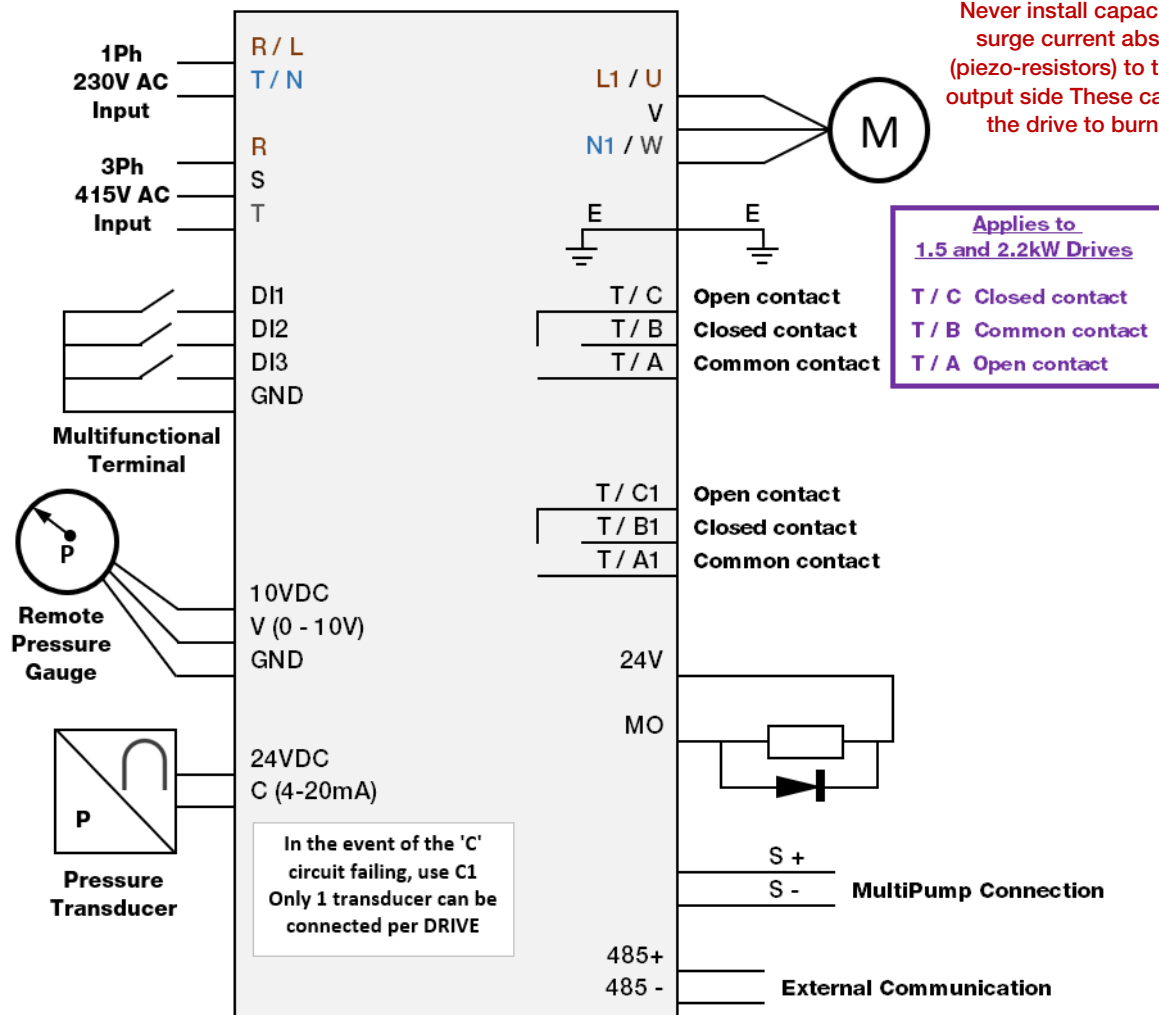 Never install capac
surge current abs
(piezo-resistors) to t
output side These ca
the drive to burn
1Ph
230V AC
Input
R / L
T / N
3Ph
415V AC
Input
R
S
T
L1 / U
V
N1 / W
M
E
E
Applies to
1.5 and 2.2kW Drives
T / C Closed contact
T / B Common contact
T / A Open contact
DI1
DI2
DI3
GND
Multifunctional
Terminal
T / C Open contact
T / B Closed contact
T / A Common contact
T / C1 Open contact
T / B1 Closed contact
T / A1 Common contact
P
Remote
Pressure
Gauge
10VDC
V (0 - 10V)
GND
24V
MO
P
Pressure
Transducer
24VDC
C (4-20mA)
In the event of the 'C'
circuit failing, use C1
Only 1 transducer can be
connected per DRIVE
S +
S -
MultiPump Connection
485+
485 -
External Communication